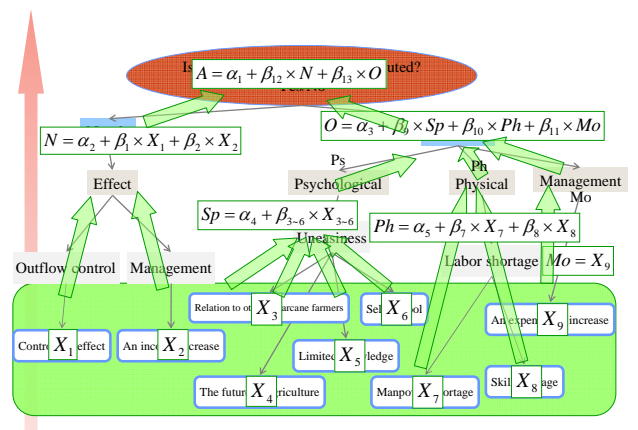 Is
uted?
A = α₁ + β₁₂ × N + β₁₃ × O
N = α₂ + β₁ × X₁ + β₂ × X₂
O = α₃ + β₉ × Sp + β₁₀ × Ph + β₁₁ × Mo
Ps
Ph
Effect
Psychological
Physical
Management
Mo
Sp = α₄ + β₃~₆ × X₃~₆
Ph = α₅ + β₇ × X₇ + β₈ × X₈
Uneasiness
Outflow control
Management
Labor shortage
Mo = X₉
Relation to ot X₃ arcane farmers
Sel X₆ ol
An expen X₉ increase
Contr X₁ effect
An inc X₂ crease
Limite X₅ ledge
The futur X₄ riculture
Manpo X₇ ortage
Skil X₈ age